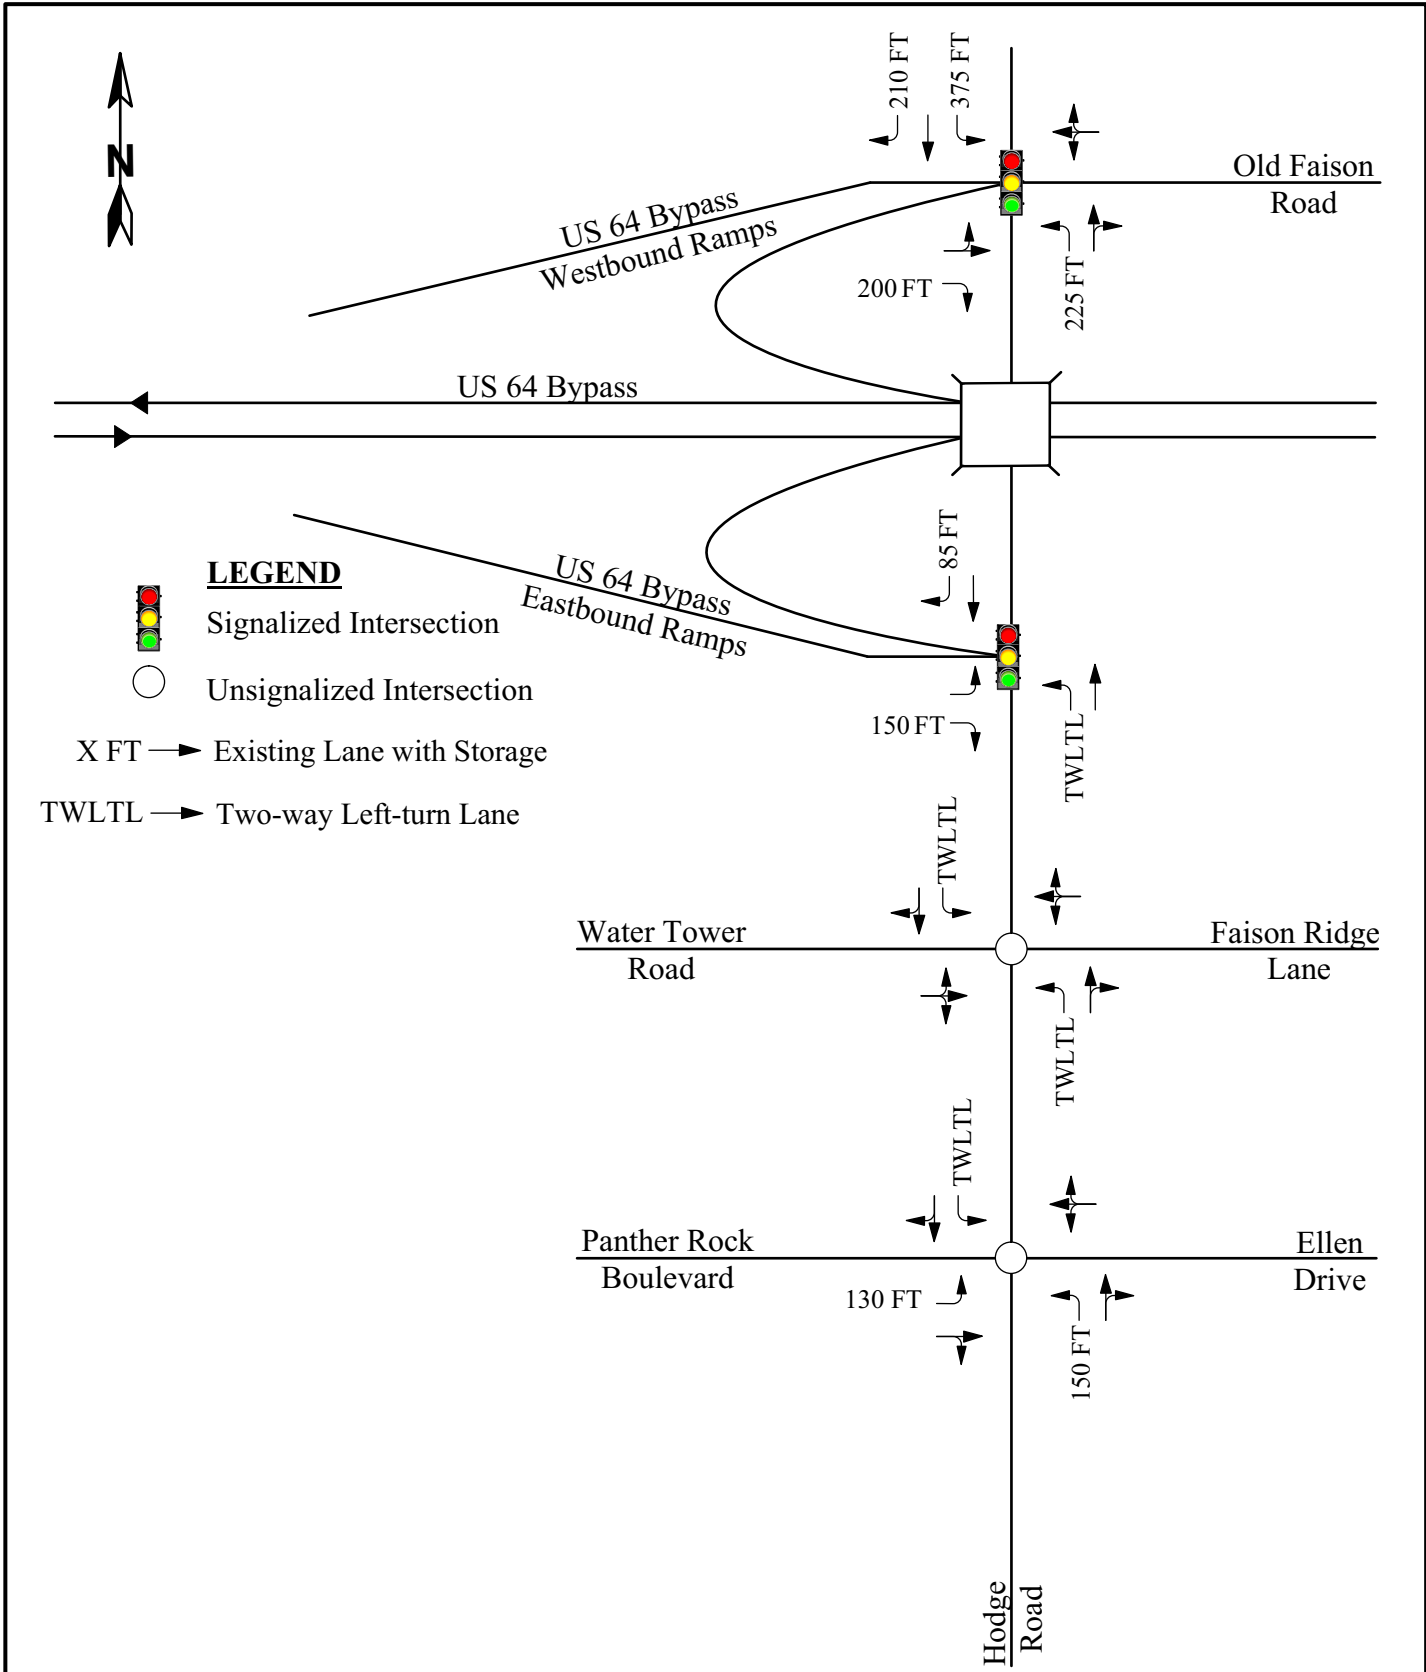 210 FT
375 FT
N
Old Faison
Road
US 64 Bypass
Westbound Ramps
200 FT
225 FT
US 64 Bypass
85 FT
US 64 Bypass
Eastbound Ramps
LEGEND
Signalized Intersection
Unsignalized Intersection
X FT Existing Lane with Storage
TWLTL Two-way Left-turn Lane
150 FT
TWLTL
TWLTL
Water Tower
Road
Faison Ridge
Lane
TWLTL
TWLTL
Panther Rock
Boulevard
Ellen
Drive
130 FT
150 FT
Hodge
Road